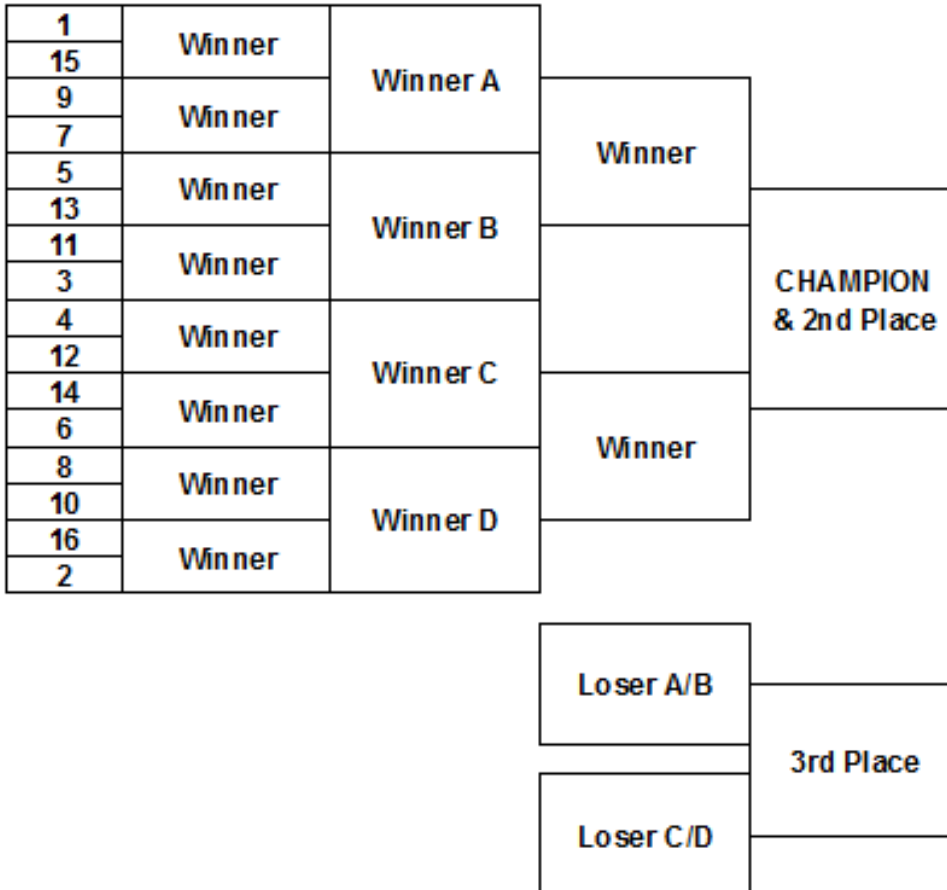 1
15
Winner
9
7
Winner
Winner A
5
13
Winner
11
3
Winner
Winner B
Winner
4
12
Winner
14
6
Winner
Winner C
8
10
Winner
16
2
Winner
Winner D
Winner
CHAMPION
& 2nd Place
Loser A/B
Loser C/D
3rd Place